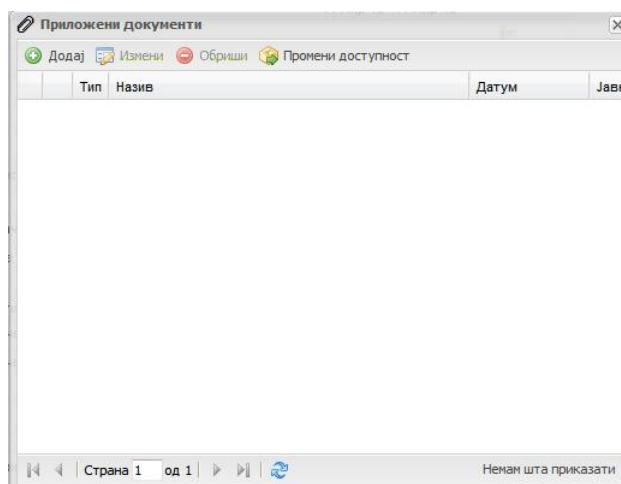 Приложени документи
Додај Измени Обриши Промени доступност
Тип Назив Датум
Страна 1 од 1 Немам шта приказати